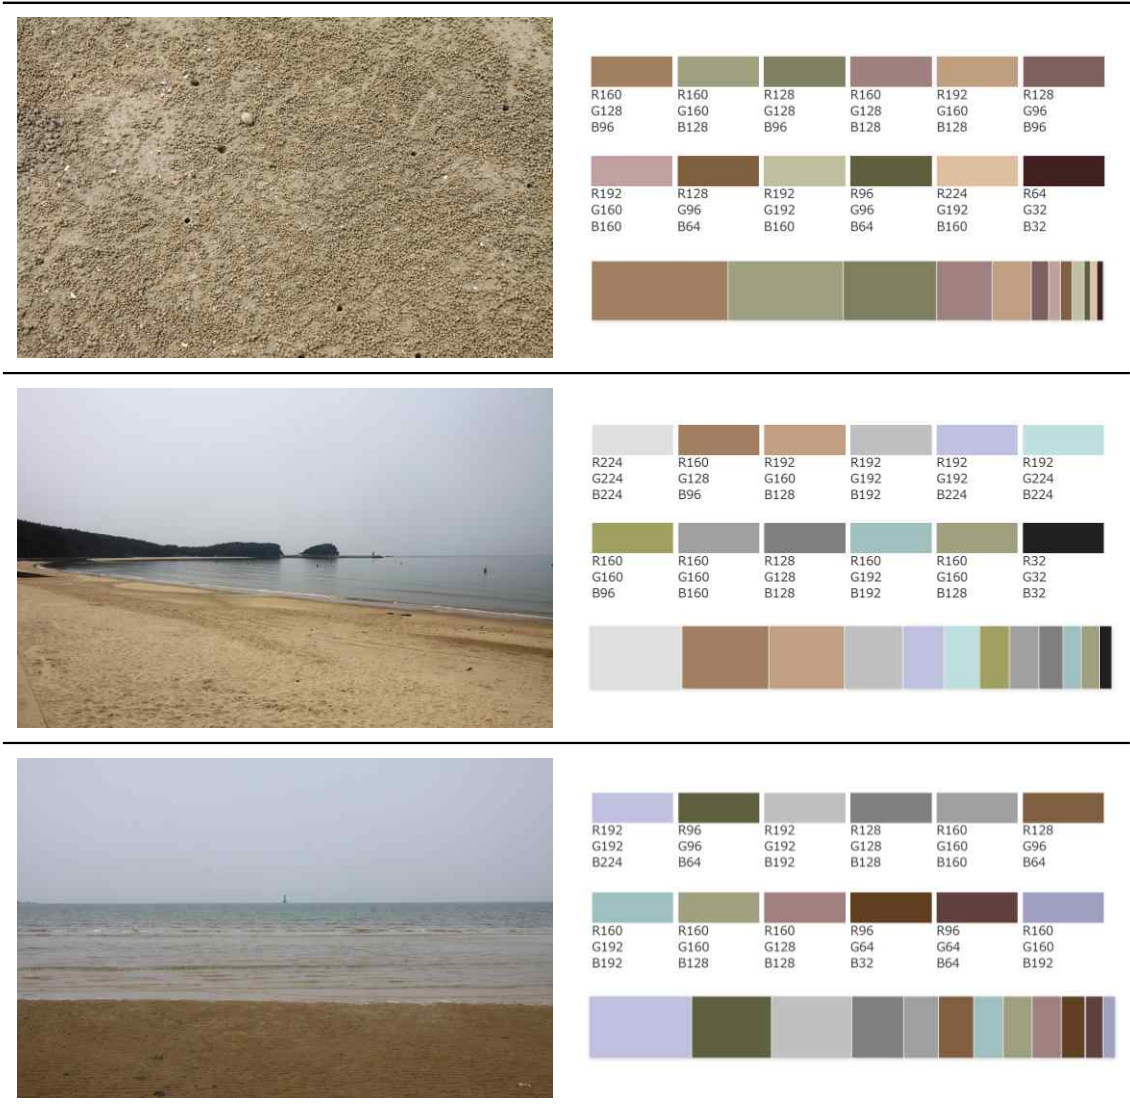 R160 R160 R128 R160 R192 R128
G128 G160 G128 G128 G160 G96
B96 B128 B96 B128 B128 B96
R192 R128 R192 R96 R224 R64
G160 G96 G192 G96 G192 G32
B160 B64 B160 B64 B160 B32
R224 R160 R192 R192 R192 R192
G224 G128 G160 G192 G192 G224
B224 B96 B128 B192 B224 B224
R160 R160 R128 R160 R160 R32
G160 G160 G128 G192 G160 G32
B96 B160 B128 B192 B128 B32
R192 R96 R192 R128 R160 R128
G192 G96 G192 G128 G160 G96
B224 B64 B192 B128 B160 B64
R160 R160 R160 R96 R96 R160
G192 G160 G128 G64 G64 G160
B192 B128 B128 B32 B64 B192